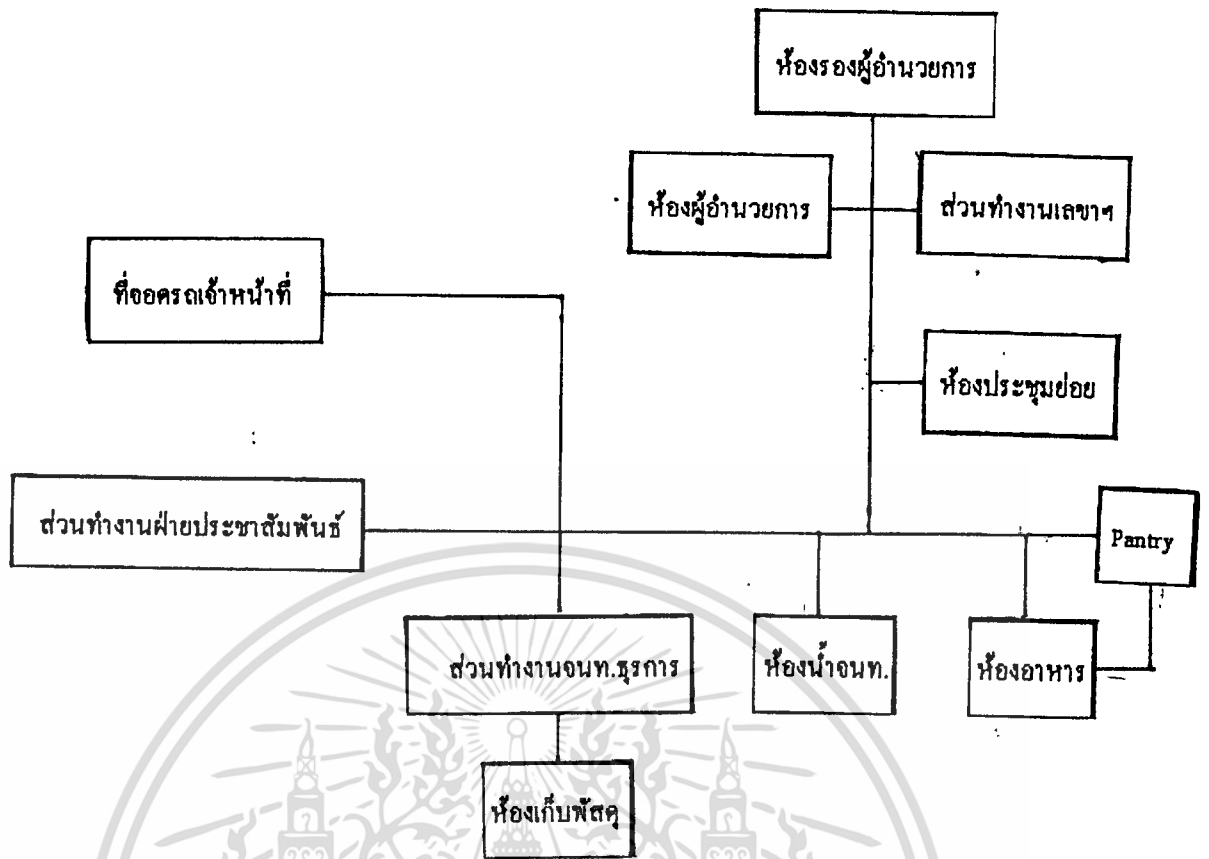 ห้องรองผู้อำนวยการ
ห้องผู้อำนวยการ
ส่วนทำงานเลขาฯ
ที่จอดรถเจ้าหน้าที่
ห้องประชุมย่อย
ส่วนทำงานฝ่ายประชาสัมพันธ์
Pantry
ส่วนทำงานจนท.ธุรการ
ห้องน้ำจนท.
ห้องอาหาร
ห้องเก็บพัสดุ